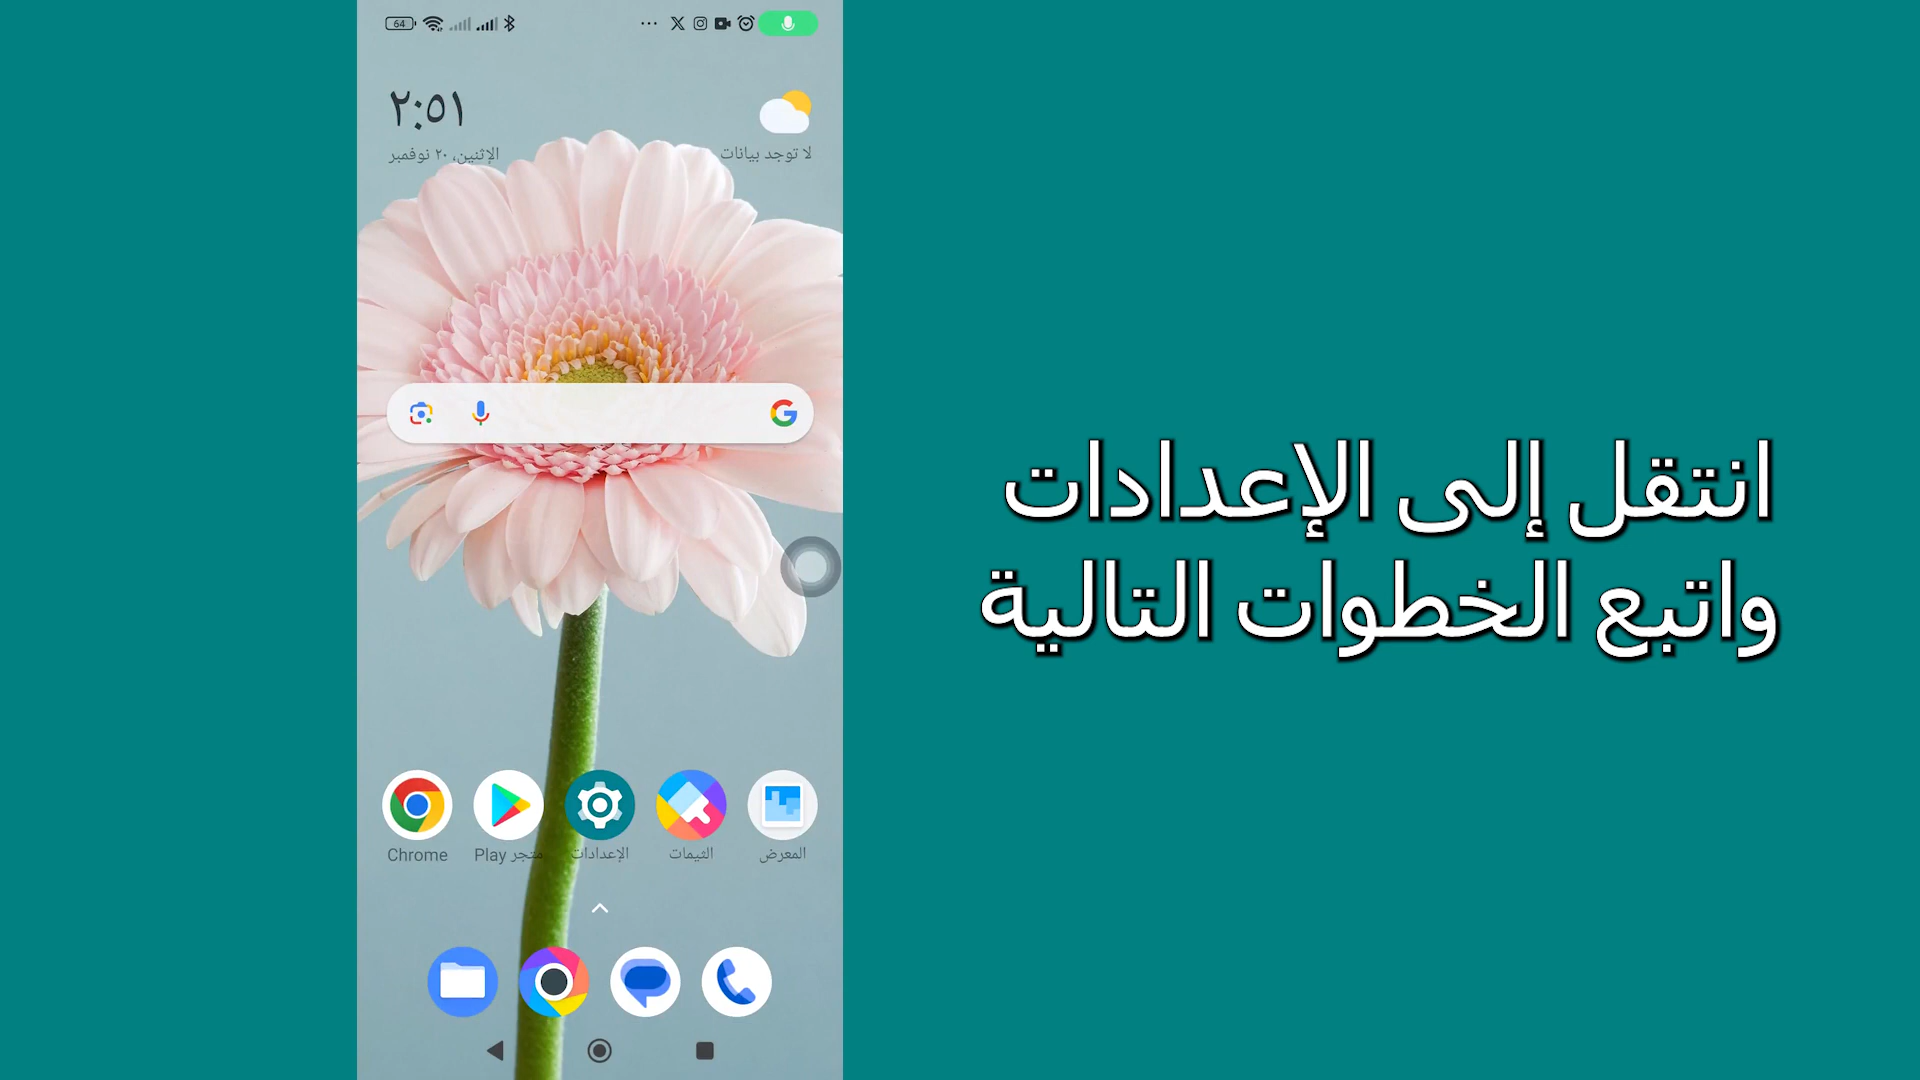 64
٢:٥١
الإثنين، ٢٠ نوفمبر
لا توجد بيانات
انتقل إلى الإعدادات
واتبع الخطوات التالية
Chrome
متجر Play
الإعدادات
الثيمات
المعرض